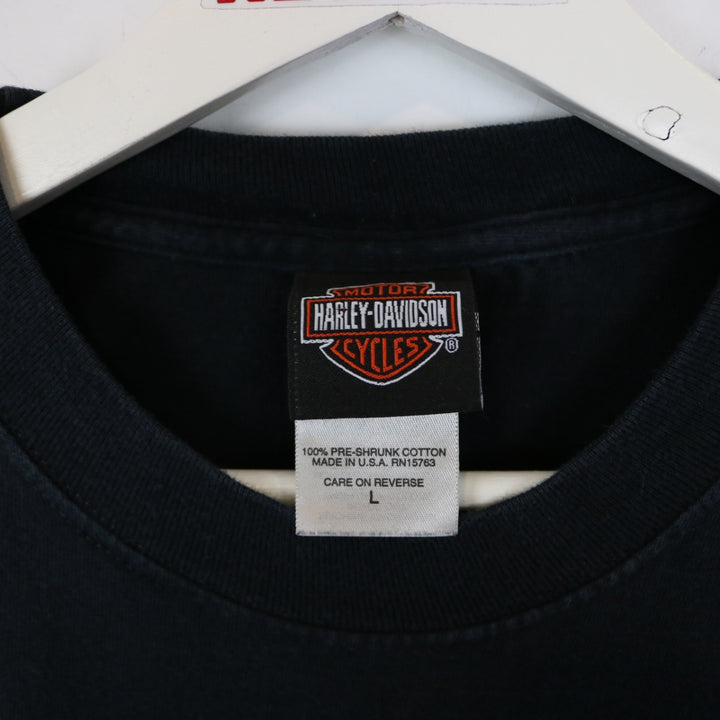 MOTOR
HARLEY-DAVIDSON
CYCLES
®
100% PRE-SHRUNK COTTON
MADE IN U.S.A. RN15763
CARE ON REVERSE
L